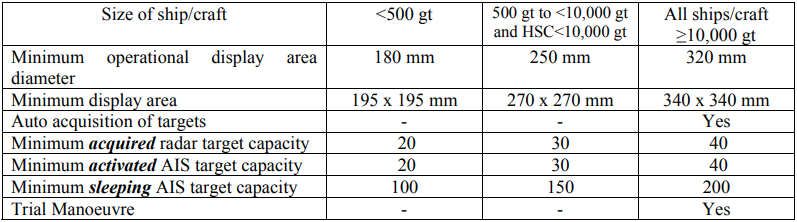 Size of ship/craft <500 gt 500 gt to <10,000 gt All ships/craft
and HSC<10,000 gt ≥10,000 gt
Minimum operational display area 180 mm 250 mm 320 mm
diameter
Minimum display area 195 x 195 mm 270 x 270 mm 340 x 340 mm
Auto acquisition of targets - - Yes
Minimum acquired radar target capacity 20 30 40
Minimum activated AIS target capacity 20 30 40
Minimum sleeping AIS target capacity 100 150 200
Trial Manoeuvre - - Yes